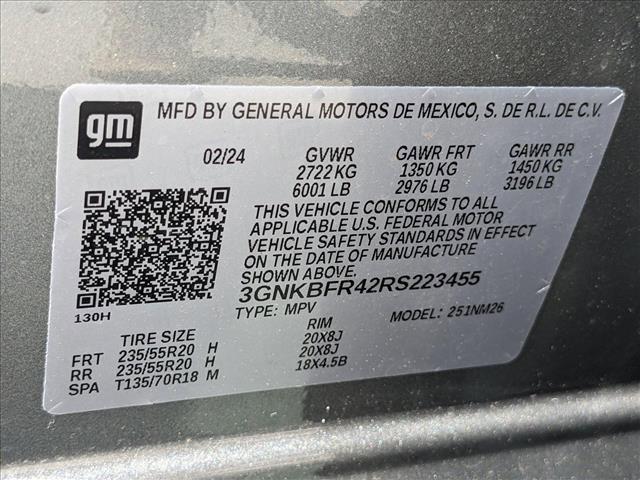 gm MFD BY GENERAL MOTORS DE MEXICO, S. DE R.L. DE C.V.
02/24 GVWR GAWR FRT GAWR RR
2722 KG 1350 KG 1450 KG
6001 LB 2976 LB 3196 LB
THIS VEHICLE CONFORMS TO ALL
APPLICABLE U.S. FEDERAL MOTOR
VEHICLE SAFETY STANDARDS IN EFFECT
ON THE DATE OF MANUFACTURE
SHOWN ABOVE
3GNKBFR42RS223455
130H TYPE: MPV MODEL: 251NM26
TIRE SIZE RIM
FRT 235/55R20 H 20X8J
RR 235/55R20 H 20X8J
SPA T135/70R18 M 18X4.5B